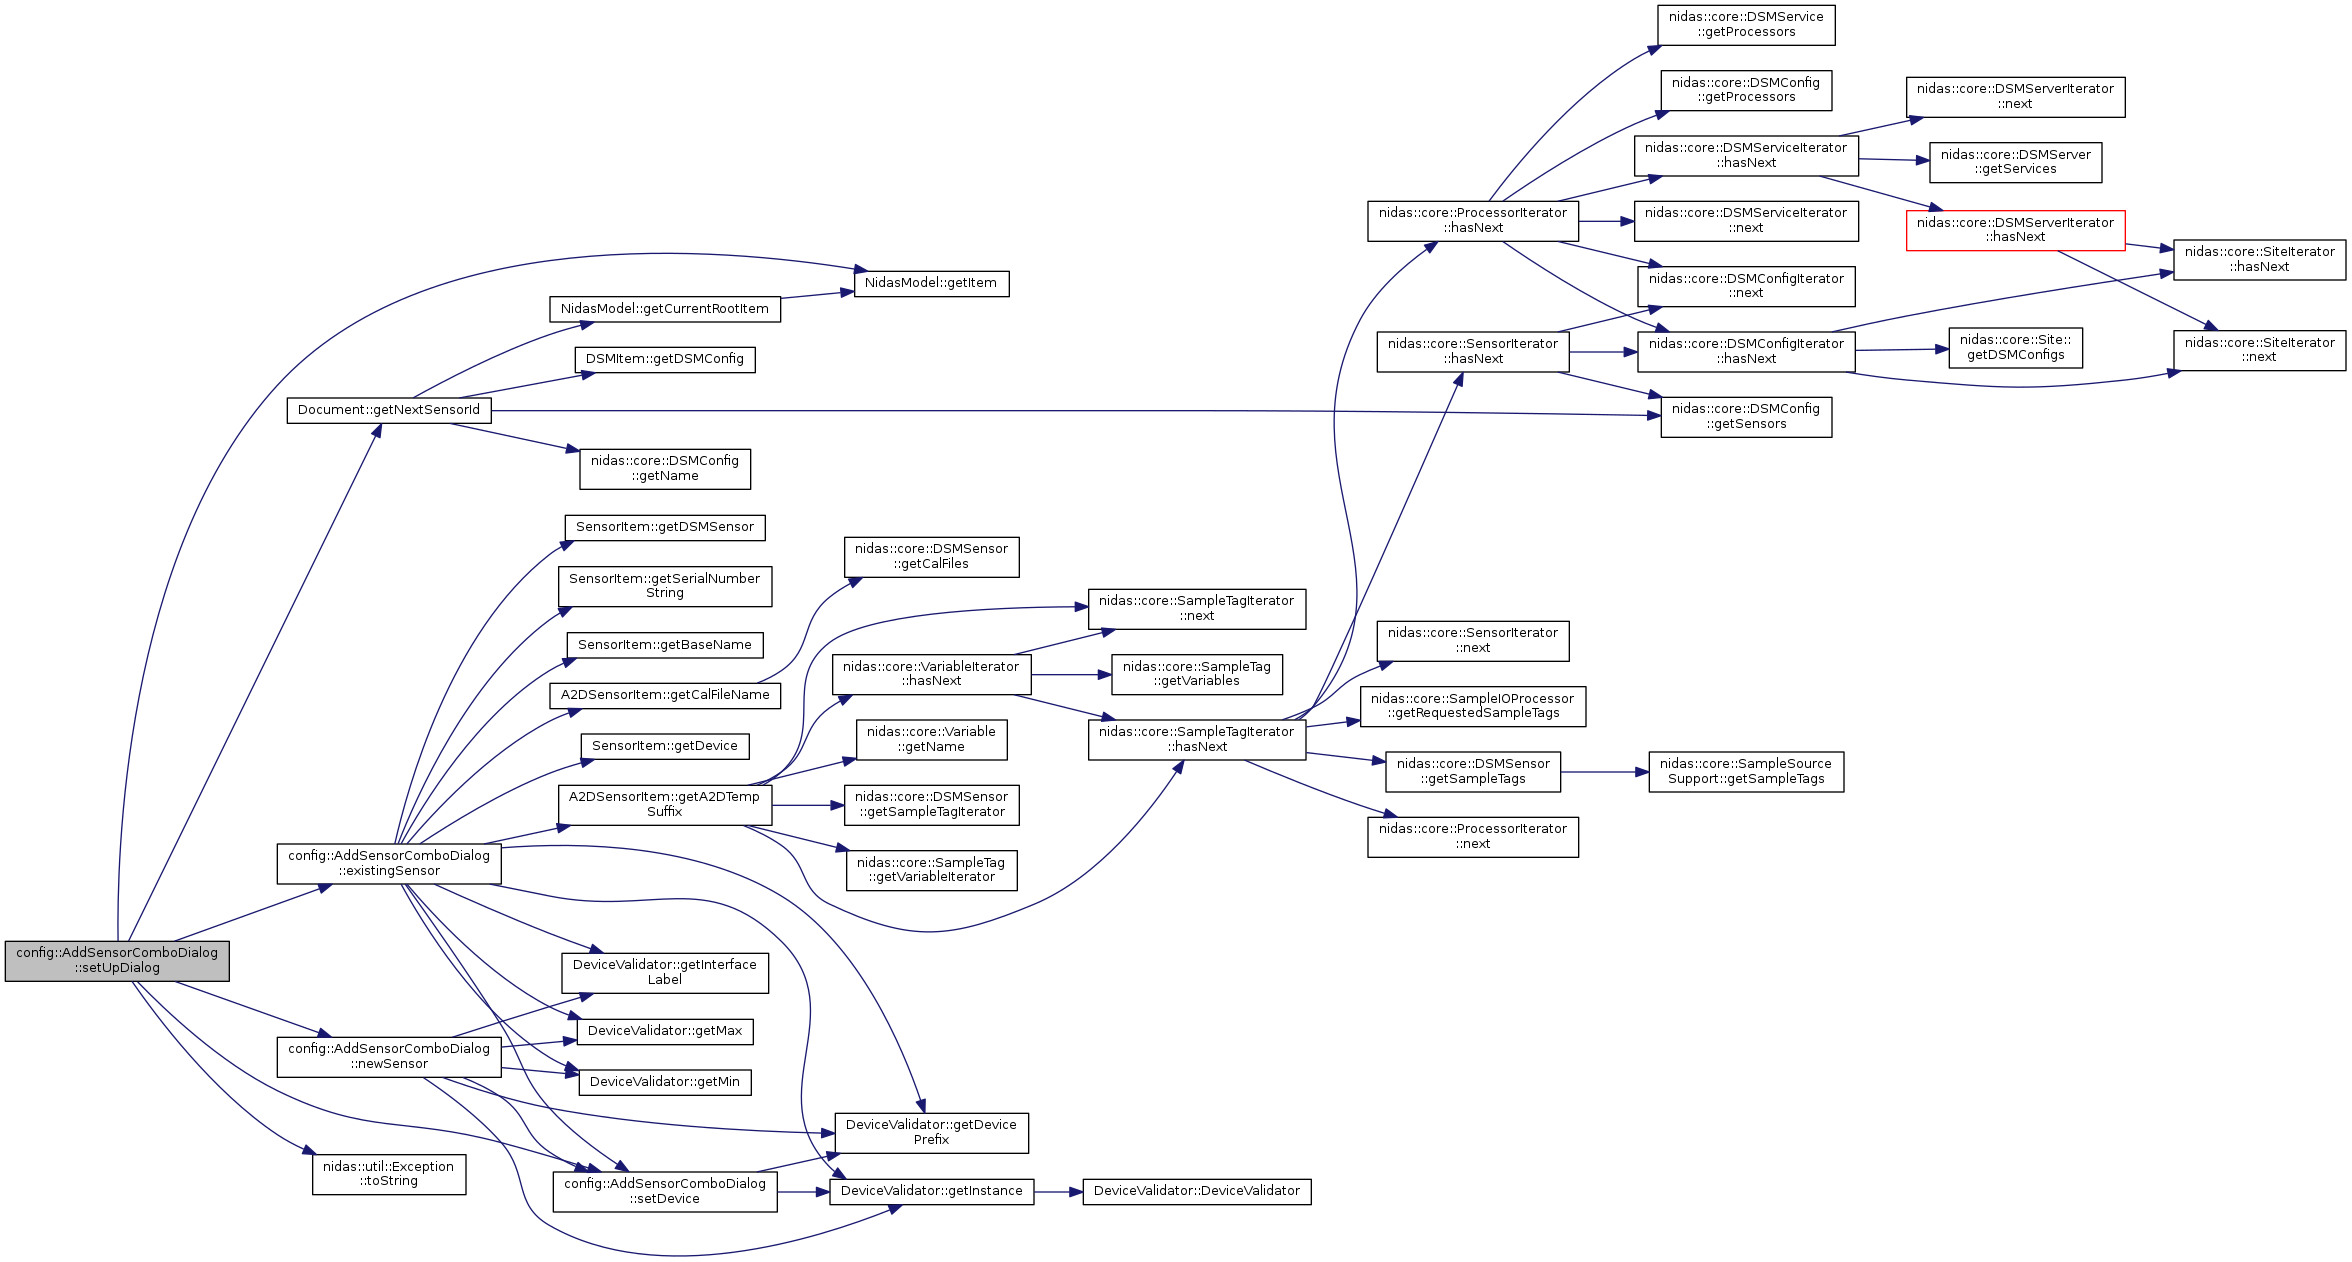 config::AddSensorComboDialog
::setUpDialog
NidasModel::getItem
Document::getNextSensorId
NidasModel::getCurrentRootItem
DSMItem::getDSMConfig
nidas::core::DSMConfig
::getName
nidas::core::DSMConfig
::getSensors
config::AddSensorComboDialog
::existingSensor
SensorItem::getDSMSensor
SensorItem::getSerialNumber
String
SensorItem::getBaseName
A2DSensorItem::getCalFileName
nidas::core::DSMSensor
::getCalFiles
SensorItem::getDevice
A2DSensorItem::getA2DTemp
Suffix
nidas::core::SampleTagIterator
::next
nidas::core::VariableIterator
::hasNext
nidas::core::SampleTag
::getVariables
nidas::core::Variable
::getName
nidas::core::DSMSensor
::getSampleTagIterator
nidas::core::SampleTag
::getVariableIterator
nidas::core::SampleTagIterator
::hasNext
nidas::core::DSMService
::getProcessors
nidas::core::DSMConfig
::getProcessors
nidas::core::ProcessorIterator
::hasNext
nidas::core::DSMServiceIterator
::hasNext
nidas::core::DSMServerIterator
::next
nidas::core::DSMServer
::getServices
nidas::core::DSMServerIterator
::hasNext
nidas::core::DSMServiceIterator
::next
nidas::core::DSMConfigIterator
::next
nidas::core::SensorIterator
::hasNext
nidas::core::DSMConfigIterator
::hasNext
nidas::core::SiteIterator
::hasNext
nidas::core::Site::
getDSMConfigs
nidas::core::SiteIterator
::next
nidas::core::SensorIterator
::next
nidas::core::SampleIOProcessor
::getRequestedSampleTags
nidas::core::DSMSensor
::getSampleTags
nidas::core::SampleSource
Support::getSampleTags
nidas::core::ProcessorIterator
::next
DeviceValidator::getInterface
Label
DeviceValidator::getMax
DeviceValidator::getMin
config::AddSensorComboDialog
::newSensor
DeviceValidator::getDevice
Prefix
nidas::util::Exception
::toString
config::AddSensorComboDialog
::setDevice
DeviceValidator::getInstance
DeviceValidator::DeviceValidator